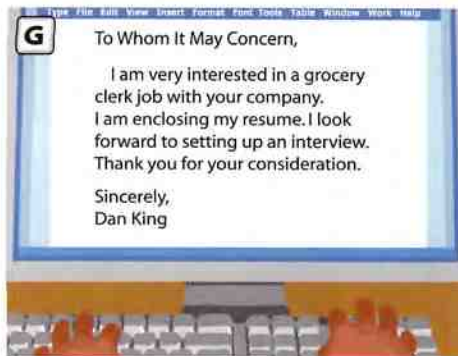 Type File Edit View Insert Format Font Tools Table Window Work Help
G
To Whom It May Concern,
I am very interested in a grocery
clerk job with your company.
I am enclosing my resume. I look
forward to setting up an interview.
Thank you for your consideration.
Sincerely,
Dan King